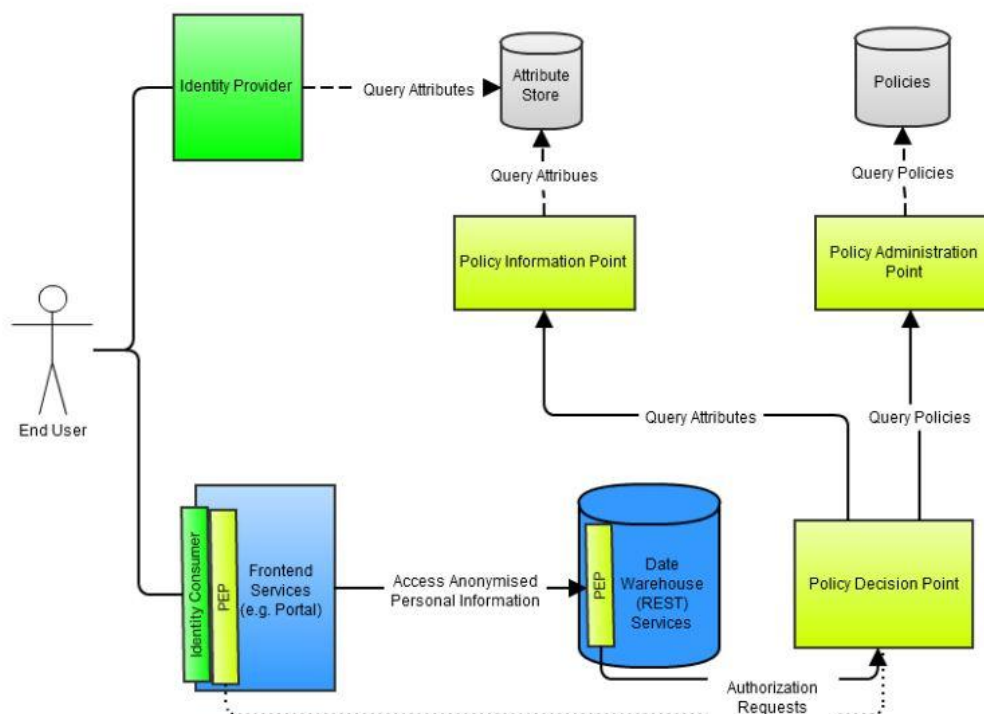 Identity Provider
Query Attributes
Attribute
Store
Policies
Query Attribues
Query Policies
Policy Information Point
Policy Administration
Point
End User
Query Attributes
Query Policies
Identity Consumer
PEP
Frontend
Services
(e.g. Portal)
Access Anonymised
Personal Information
PEP
Date
Warehouse
(REST)
Services
Policy Decision Point
Authorization
Requests